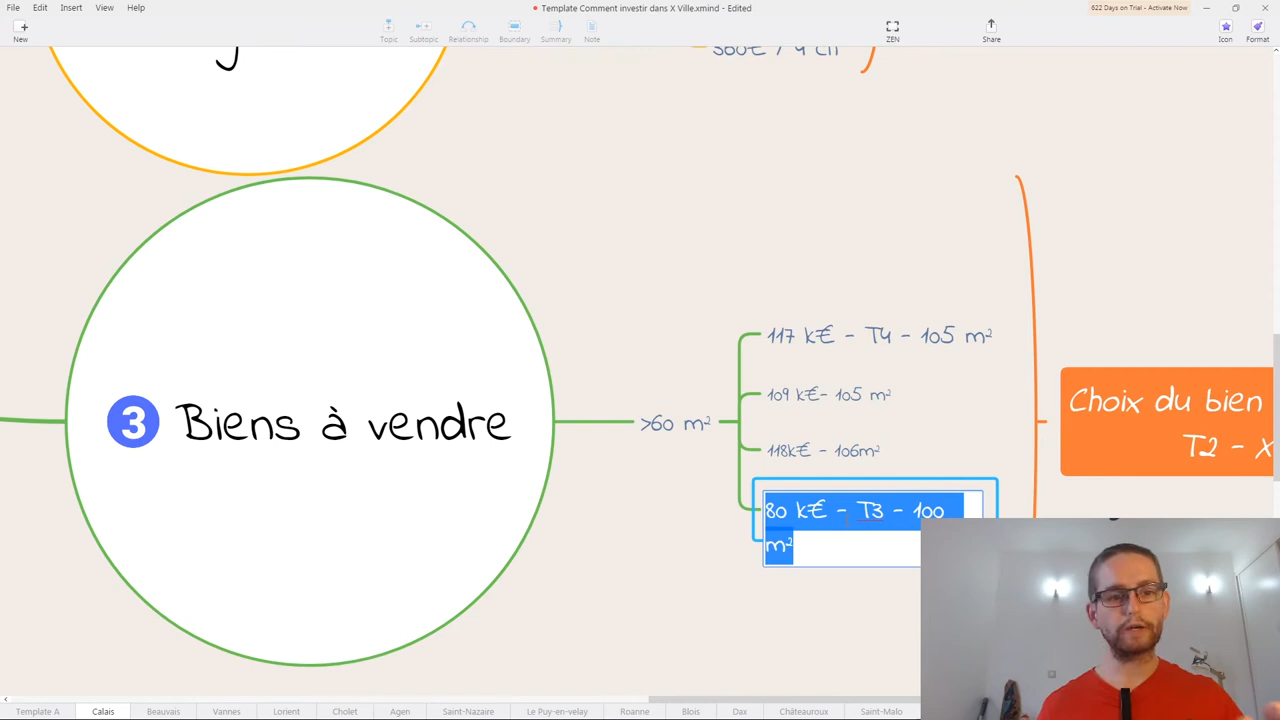 File Edit Insert View Help
Template Comment investir dans X Ville.xmind - Edited
622 Days on Trial - Activate Now
New
Topic Subtopic Relationship Boundary Summary Note
ZEN
Share
Icon Format
3 Biens à vendre
>60 m²
117 k€ - T4 - 105 m²
109 k€- 105 m²
118k€ - 106m²
80 k€ - T3 - 100
m²
Choix du bien
T2 - X
Template A Calais Beauvais Vannes Lorient Cholet Agen Saint-Nazaire Le Puy-en-velay Roanne Blois Dax Châteauroux Saint-Malo